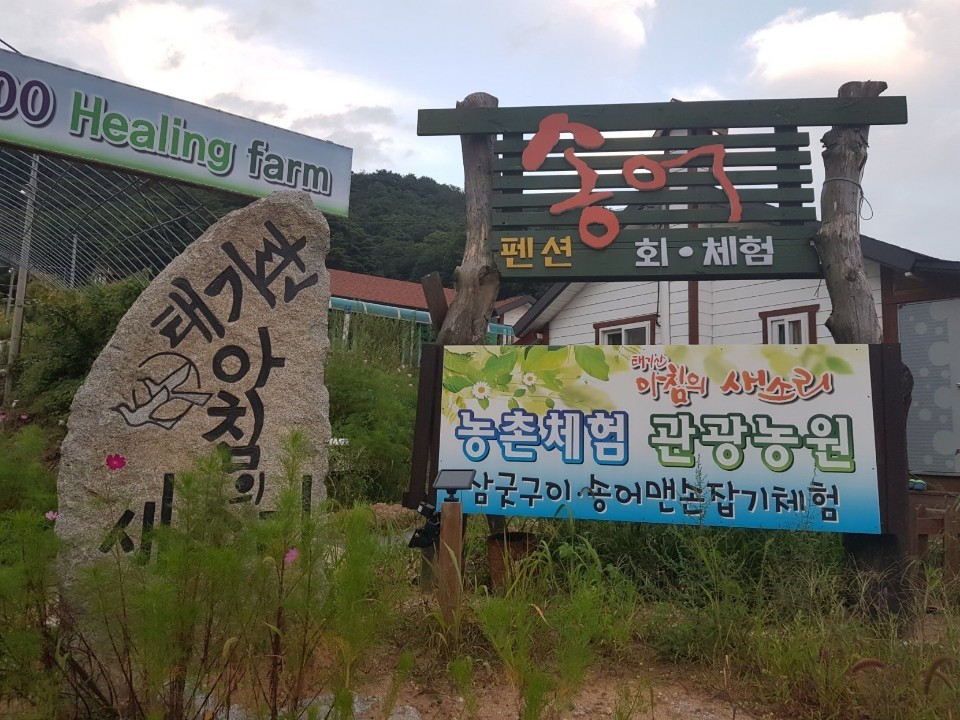 Healing farm
태기산
아침의
새
송어
펜션 회·체험
태기산
아침의 새소리
농촌체험 관광농원
삼굿구이·송어맨손잡기체험